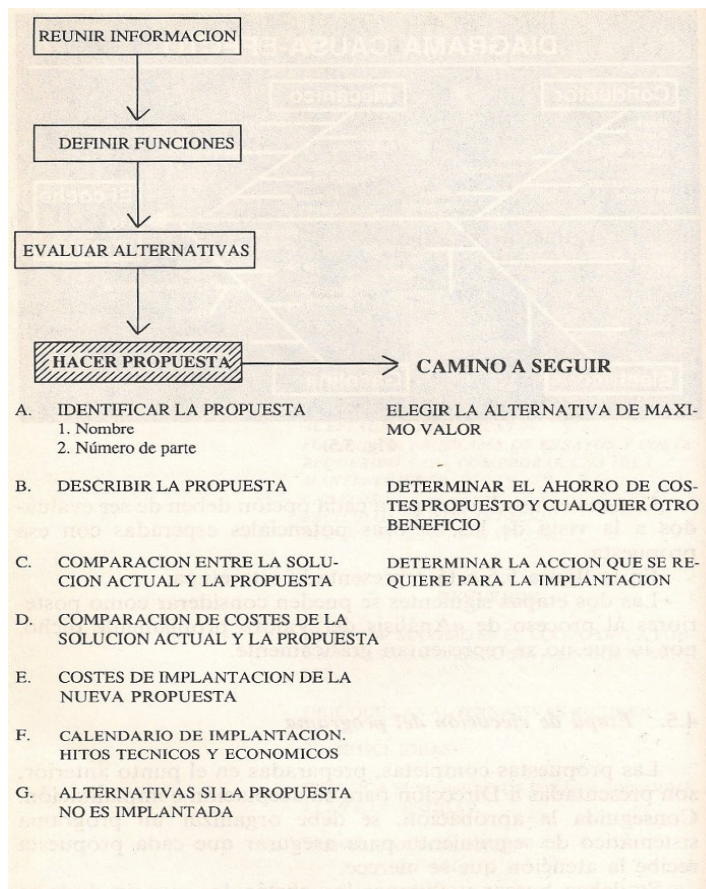 REUNIR INFORMACION
DEFINIR FUNCIONES
EVALUAR ALTERNATIVAS
HACER PROPUESTA
CAMINO A SEGUIR
A. IDENTIFICAR LA PROPUESTA
1. Nombre
2. Número de parte
ELEGIR LA ALTERNATIVA DE MAXI-
MO VALOR
B. DESCRIBIR LA PROPUESTA
DETERMINAR EL AHORRO DE COS-
TES PROPUESTO Y CUALQUIER OTRO
BENEFICIO
C. COMPARACION ENTRE LA SOLU-
CION ACTUAL Y LA PROPUESTA
DETERMINAR LA ACCION QUE SE RE-
QUIERE PARA LA IMPLANTACION
D. COMPARACION DE COSTES DE LA
SOLUCION ACTUAL Y LA PROPUESTA
E. COSTES DE IMPLANTACION DE LA
NUEVA PROPUESTA
F. CALENDARIO DE IMPLANTACION.
HITOS TECNICOS Y ECONOMICOS
G. ALTERNATIVAS SI LA PROPUESTA
NO ES IMPLANTADA